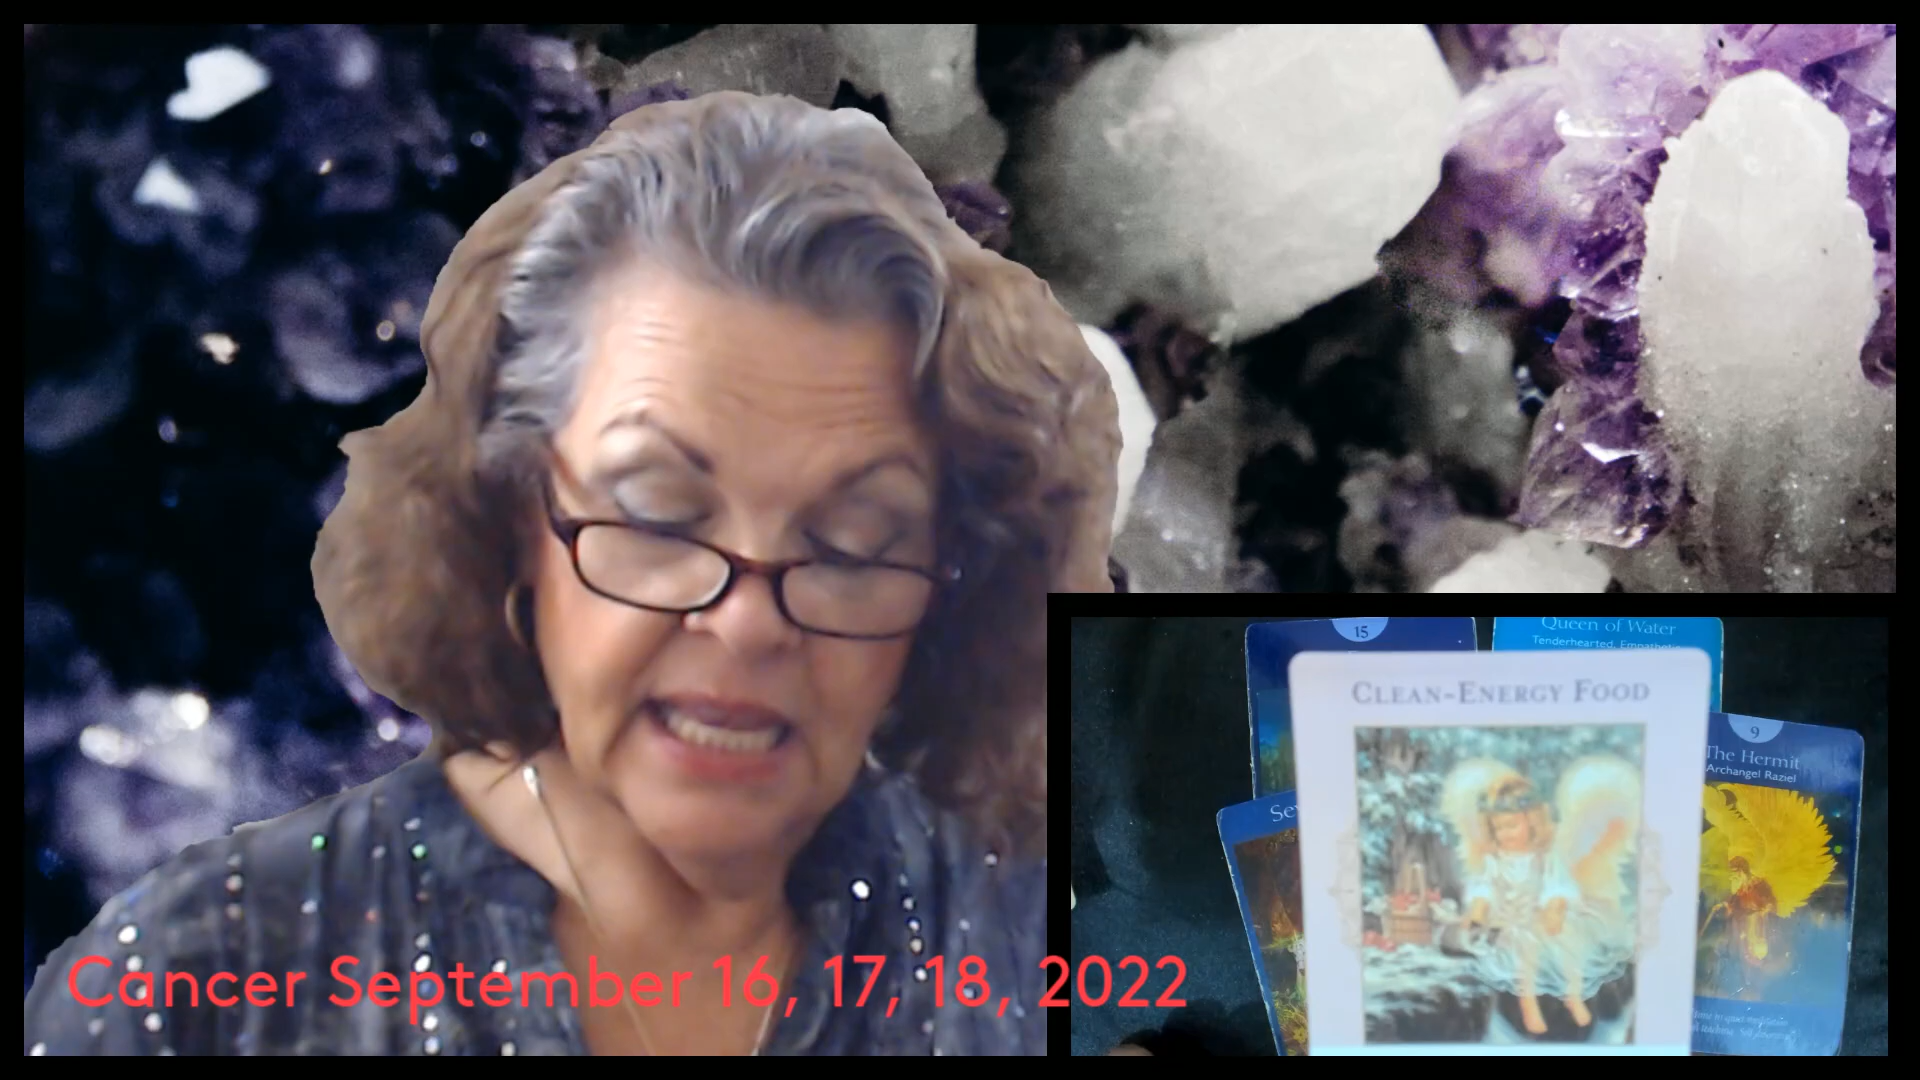 15
Queen of Water
Tenderhearted, Empathetic
CLEAN-ENERGY FOOD
9
The Hermit
Archangel Raziel
Cancer September 16, 17, 18, 2022